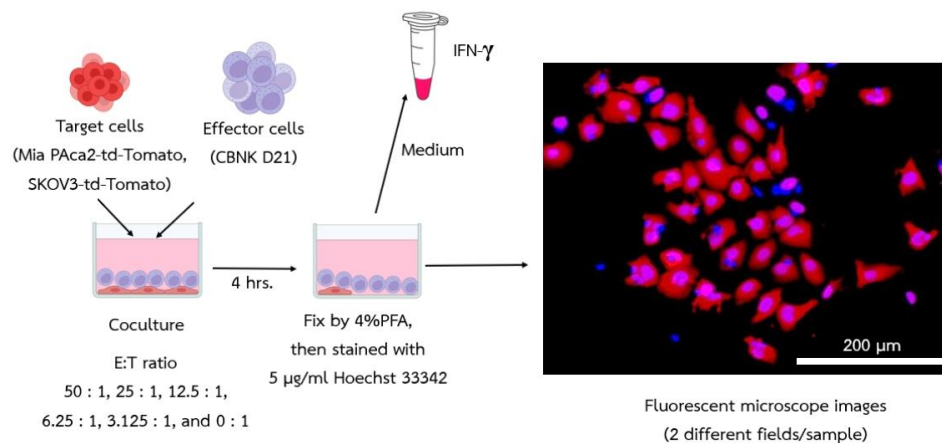 Target cells
(Mia PAca2-td-Tomato,
SKOV3-td-Tomato)
Effector cells
(CBNK D21)
IFN-γ
Medium
4 hrs.
Coculture
E:T ratio
50 : 1, 25 : 1, 12.5 : 1,
6.25 : 1, 3.125 : 1, and 0 : 1
Fix by 4%PFA,
then stained with
5 µg/ml Hoechst 33342
200 µm
Fluorescent microscope images
(2 different fields/sample)